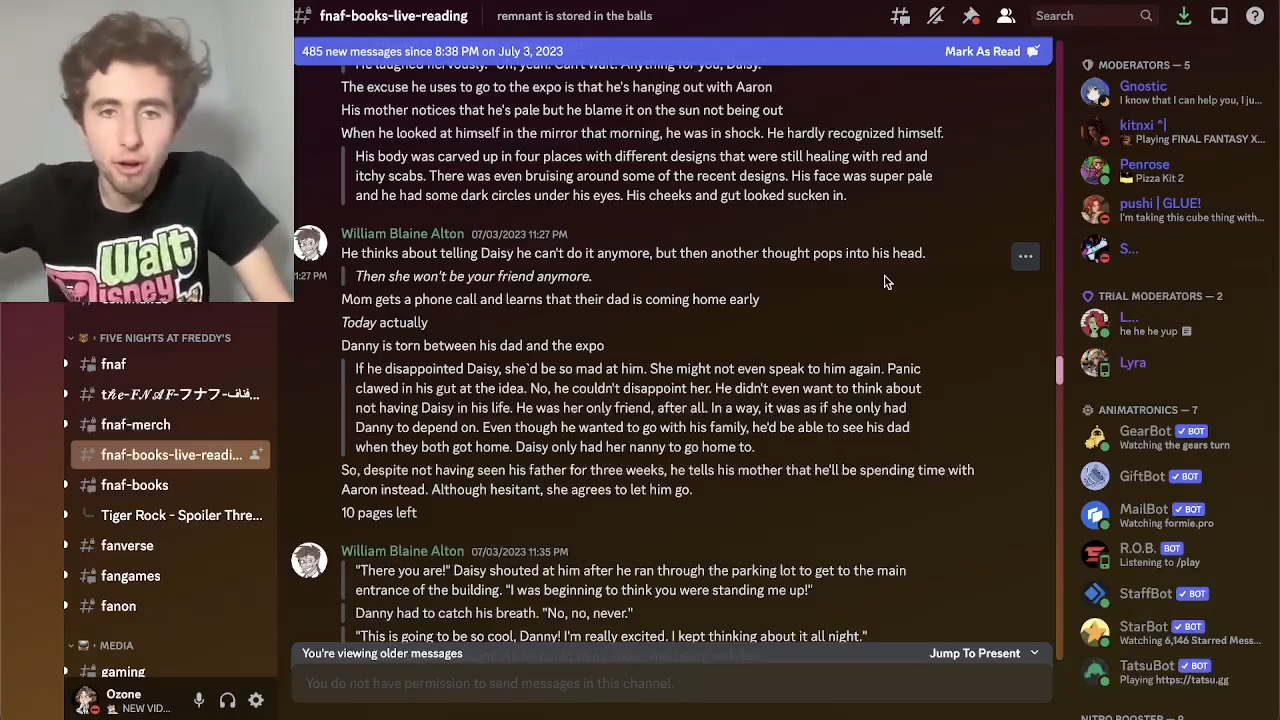 fnaf-books-live-reading
remnant is stored in the balls
Search
485 new messages since 8:38 PM on July 3, 2023
Mark As Read
He laughed nervously. "Oh, yeah. Can't wait. Anything for you, Daisy."
The excuse he uses to go to the expo is that he's hanging out with Aaron
His mother notices that he's pale but he blame it on the sun not being out
When he looked at himself in the mirror that morning, he was in shock. He hardly recognized himself.
His body was carved up in four places with different designs that were still healing with red and
itchy scabs. There was even bruising around some of the recent designs. His face was super pale
and he had some dark circles under his eyes. His cheeks and gut looked sucken in.
William Blaine Alton 07/03/2023 11:27 PM
He thinks about telling Daisy he can't do it anymore, but then another thought pops into his head.
:27 PM
Then she won't be your friend anymore.
Mom gets a phone call and learns that their dad is coming home early
Today actually
Danny is torn between his dad and the expo
If he disappointed Daisy, she`d be so mad at him. She might not even speak to him again. Panic
clawed in his gut at the idea. No, he couldn't disappoint her. He didn't even want to think about
not having Daisy in his life. He was her only friend, after all. In a way, it was as if she only had
Danny to depend on. Even though he wanted to go with his family, he'd be able to see his dad
when they both got home. Daisy only had her nanny to go home to.
So, despite not having seen his father for three weeks, he tells his mother that he'll be spending time with
Aaron instead. Although hesitant, she agrees to let him go.
10 pages left
William Blaine Alton 07/03/2023 11:35 PM
"There you are!" Daisy shouted at him after he ran through the parking lot to get to the main
entrance of the building. "I was beginning to think you were standing me up!"
Danny had to catch his breath. "No, no, never."
"This is going to be so cool, Danny! I'm really excited. I kept thinking about it all night."
You're viewing older messages
Jump To Present
You do not have permission to send messages in this channel.
Walt
Disney
FIVE NIGHTS AT FREDDY'S
fnaf
the-FNAF-フナフ-فناف...
fnaf-merch
fnaf-books-live-readi...
fnaf-books
Tiger Rock - Spoiler Thre...
fanverse
fangames
fanon
MEDIA
gaming
Ozone
NEW VID...
MODERATORS — 5
Gnostic
I know that I can help you, I ju...
kitnxi ^|
Playing FINAL FANTASY X...
Penrose
Pizza Kit 2
pushi | GLUE!
I'm taking this cube thing with...
S...
TRIAL MODERATORS — 2
L...
he he he yup
Lyra
ANIMATRONICS — 7
GearBot ✓ BOT
Watching the gears turn
GiftBot ✓ BOT
MailBot ✓ BOT
Watching formie.pro
R.O.B. BOT
Listening to /play
StaffBot ✓ BOT
StarBot ✓ BOT
Watching 6,146 Starred Mess...
TatsuBot ✓ BOT
Playing https://tatsu.gg